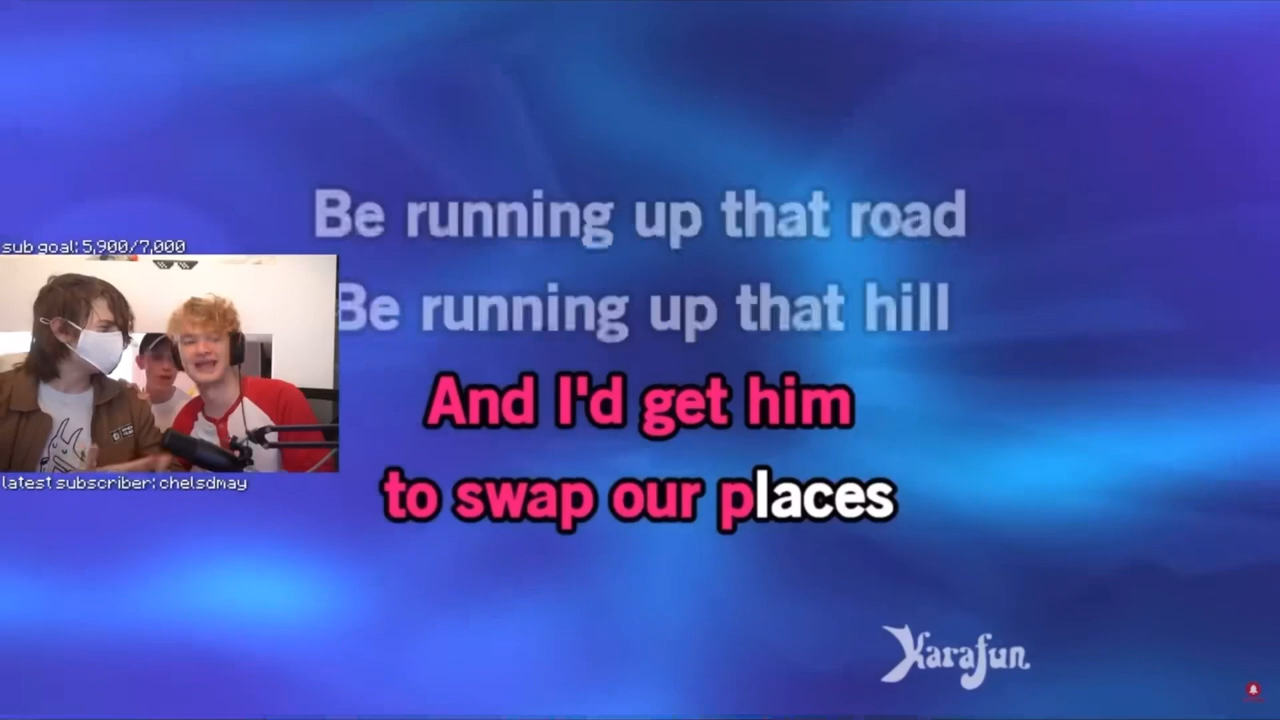 Be running up that road
sub goal: 5,900/7,000
Be running up that hill
And I'd get him
latest subscriber: chelsdmay
to swap our places
Karafun